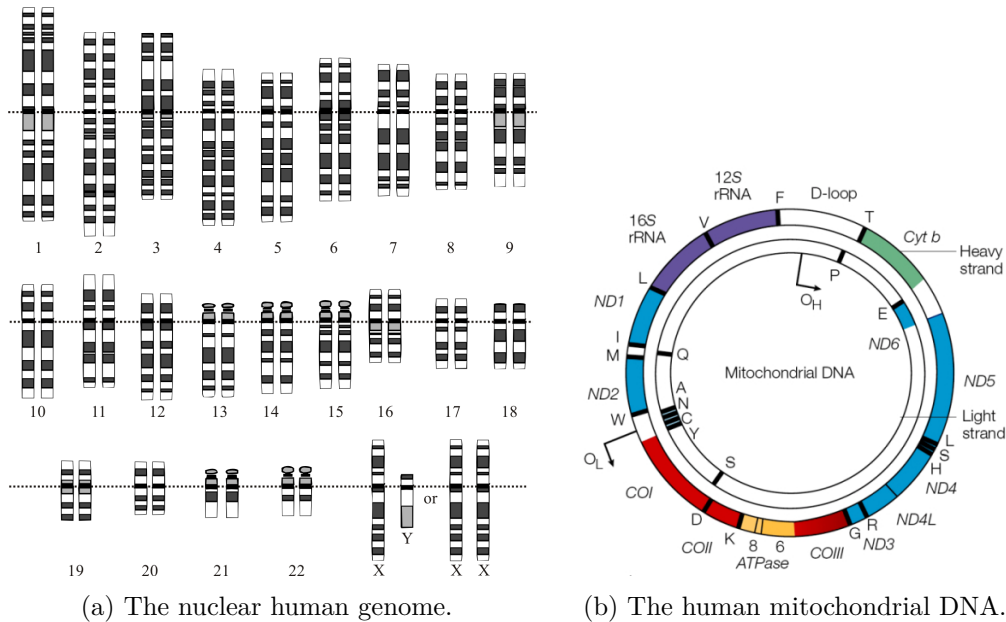 1 2 3 4 5 6 7 8 9
10 11 12 13 14 15 16 17 18
19 20 21 22 X Y or X X
(a) The nuclear human genome.
12S
rRNA
F
D-loop
V
T
16S
rRNA
Cyt b
Heavy
strand
P
L
O_H
E
ND1
ND6
I
M
Q
Mitochondrial DNA
ND5
ND2
A
N
C
Y
W
Light
strand
O_L
L
S
H
S
COI
ND4
D
R
ND4L
G
ND3
K
COII
8
6
ATPase
COIII
(b) The human mitochondrial DNA.